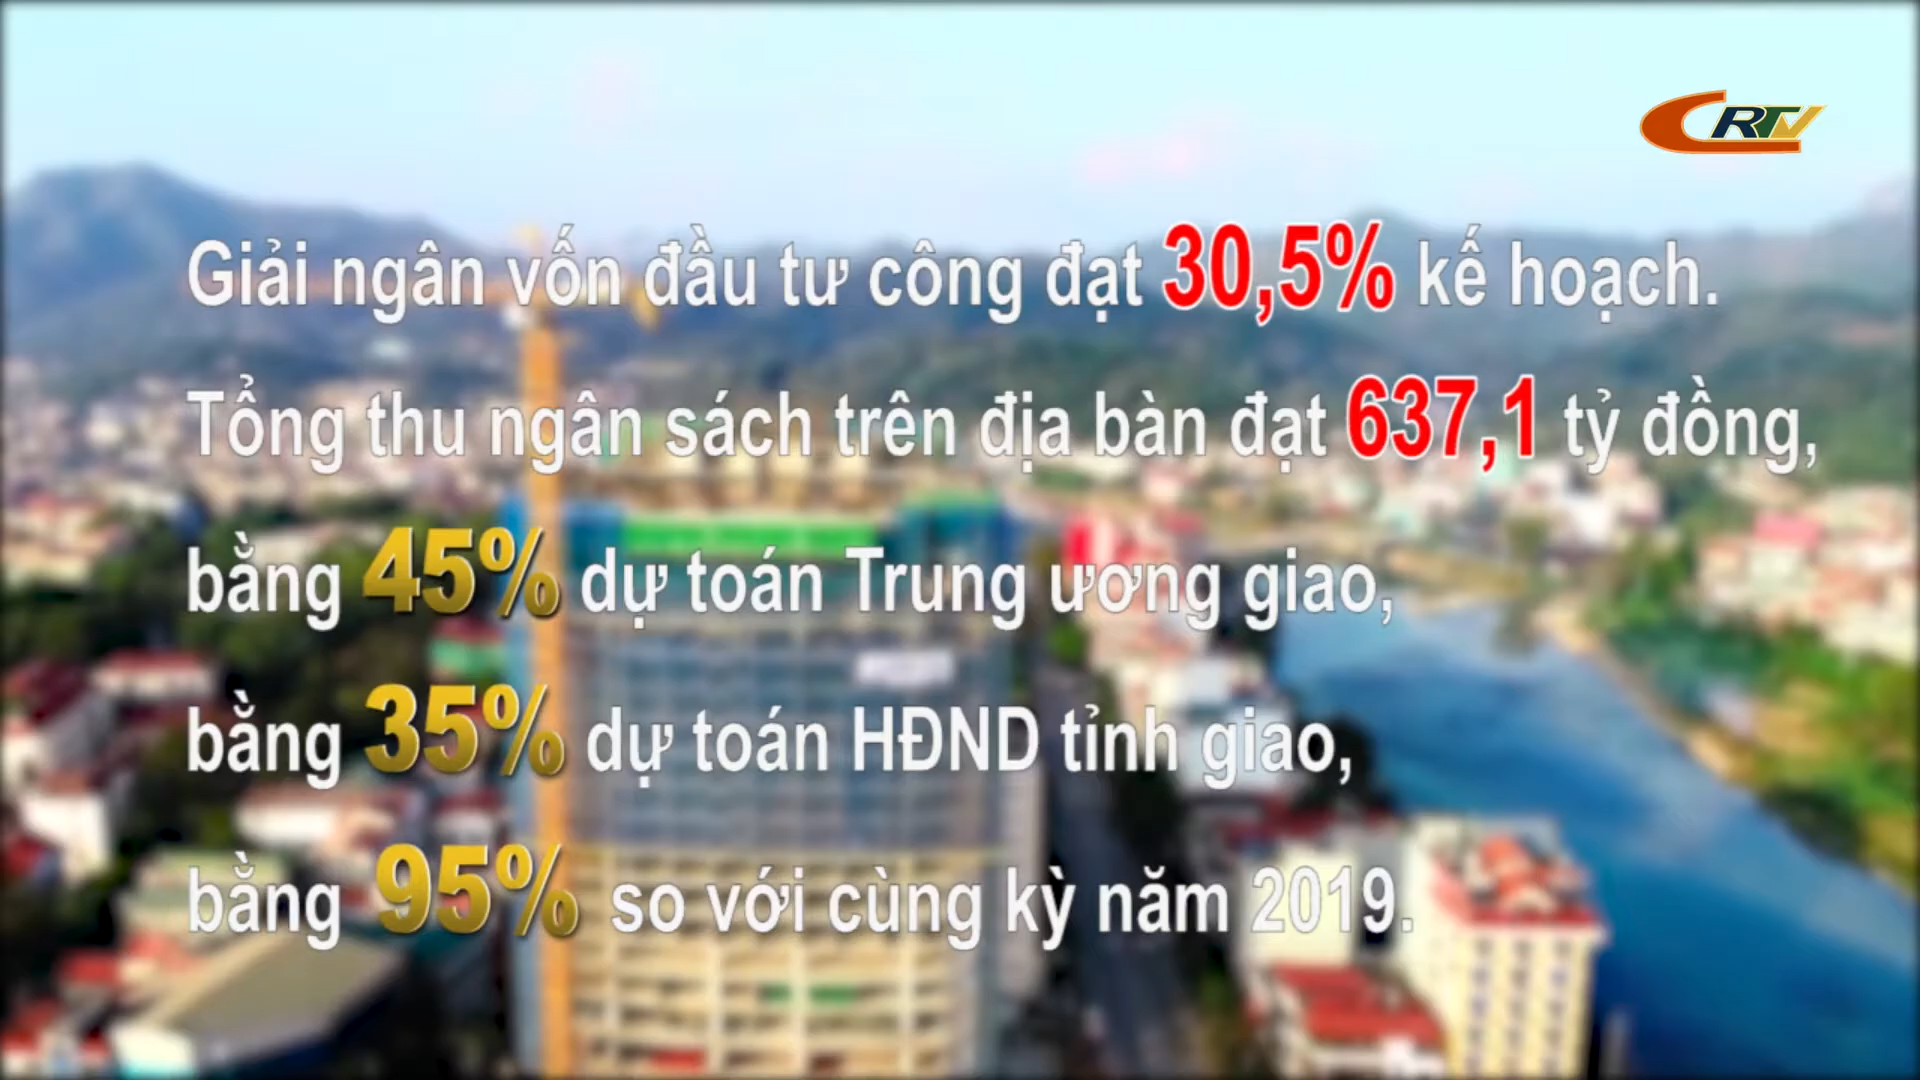 CRTV
Giải ngân vốn đầu tư công đạt 30,5% kế hoạch.
Tổng thu ngân sách trên địa bàn đạt 637,1 tỷ đồng,
bằng 45% dự toán Trung ương giao,
bằng 35% dự toán HĐND tỉnh giao,
bằng 95% so với cùng kỳ năm 2019.